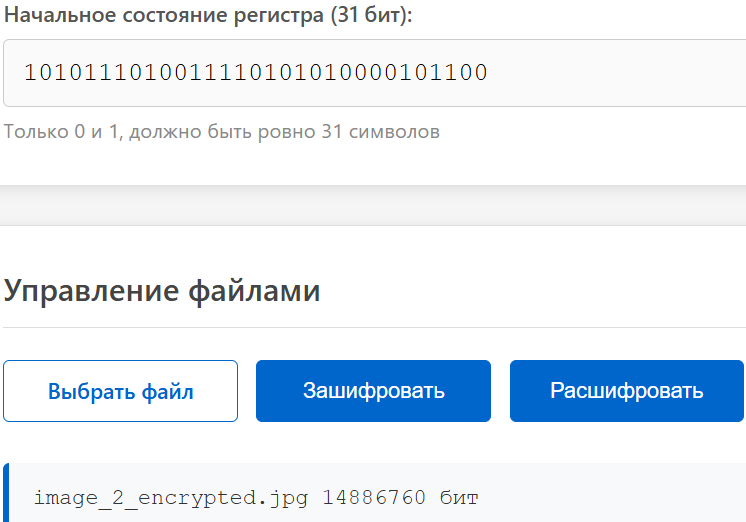 Начальное состояние регистра (31 бит):
1010111010011110101010000101100
Только 0 и 1, должно быть ровно 31 символов
Управление файлами
Выбрать файл Зашифровать Расшифровать
image_2_encrypted.jpg 14886760 бит